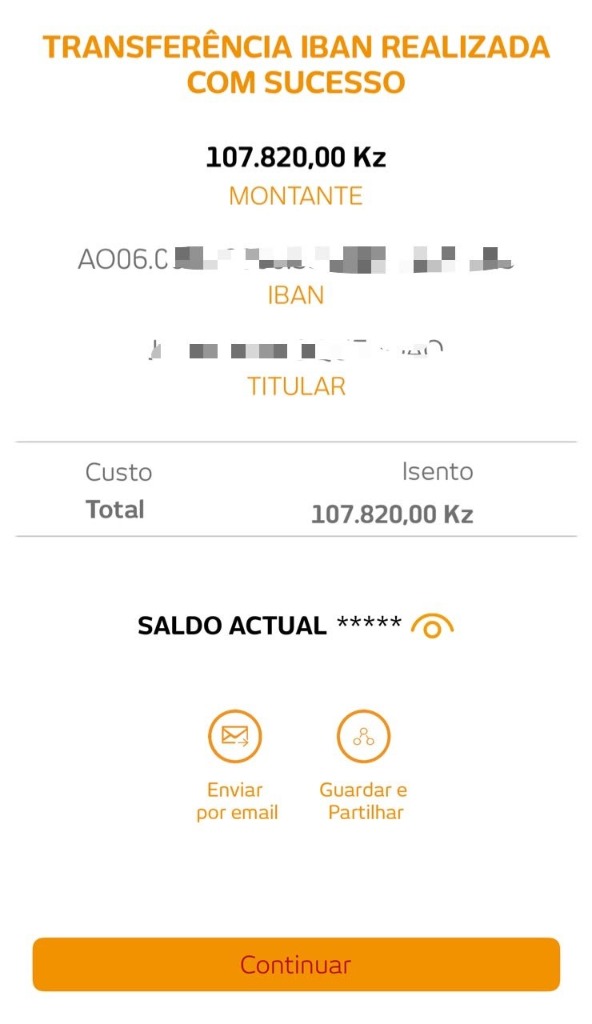 TRANSFERÊNCIA IBAN REALIZADA
COM SUCESSO
107.820,00 Kz
MONTANTE
AO06.0
IBAN
TITULAR
Custo Isento
Total 107.820,00 Kz
SALDO ACTUAL *****
Enviar
por email
Guardar e
Partilhar
Continuar